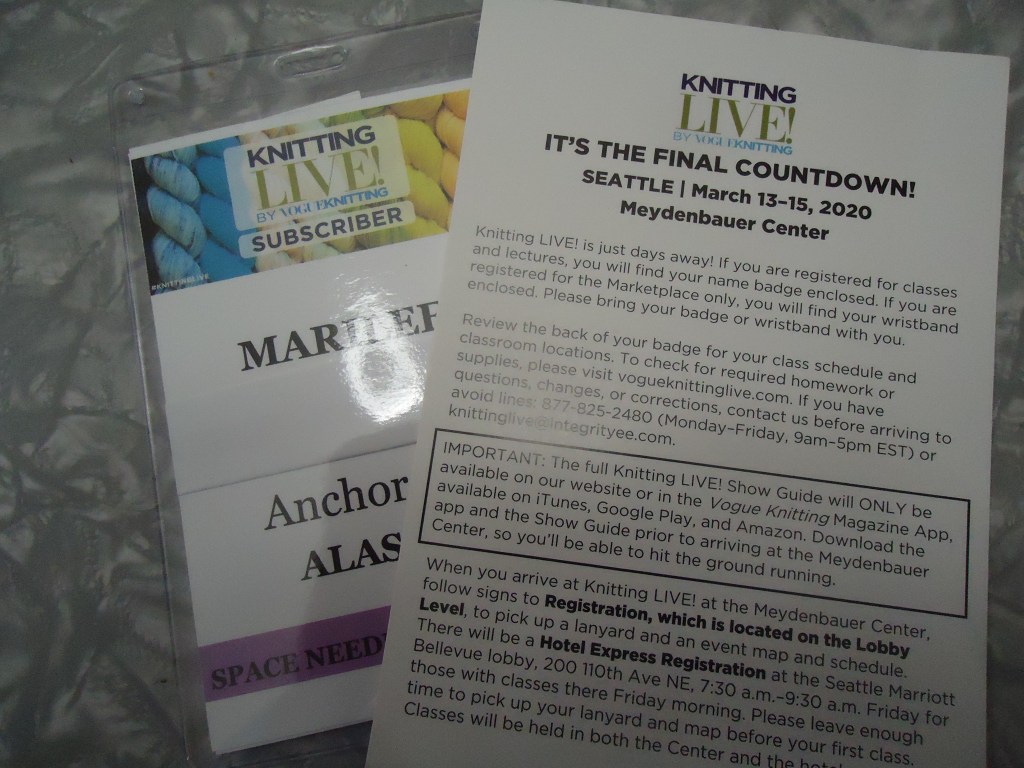 KNITTING
LIVE!
BY VOGUEKNITTING
SUBSCRIBER
Anchor
ALAS
SPACE NEED
KNITTING
LIVE!
BY VOGUEKNITTING
IT'S THE FINAL COUNTDOWN!
SEATTLE | March 13–15, 2020
Meydenbauer Center
Knitting LIVE! is just days away! If you are registered for classes
and lectures, you will find your name badge enclosed. If you are
registered for the Marketplace only, you will find your wristband
enclosed. Please bring your badge or wristband with you.
Review the back of your badge for your class schedule and
classroom locations. To check for required homework or
supplies, please visit vogueknittinglive.com. If you have
questions, changes, or corrections, contact us before arriving to
avoid lines: 877-825-2480 (Monday–Friday, 9am–5pm EST) or
knittinglive@integrityee.com.
IMPORTANT: The full Knitting LIVE! Show Guide will ONLY be
available on our website or in the Vogue Knitting Magazine App,
available on iTunes, Google Play, and Amazon. Download the
app and the Show Guide prior to arriving at the Meydenbauer
Center, so you'll be able to hit the ground running.
When you arrive at Knitting LIVE! at the Meydenbauer Center,
follow signs to Registration, which is located on the Lobby
Level, to pick up a lanyard and an event map and schedule.
There will be a Hotel Express Registration at the Seattle Marriott
Bellevue lobby, 200 110th Ave NE, 7:30 a.m.–9:30 a.m. Friday for
those with classes there Friday morning. Please leave enough
time to pick up your lanyard and map before your first class.
Classes will be held in both the Center and the hotel